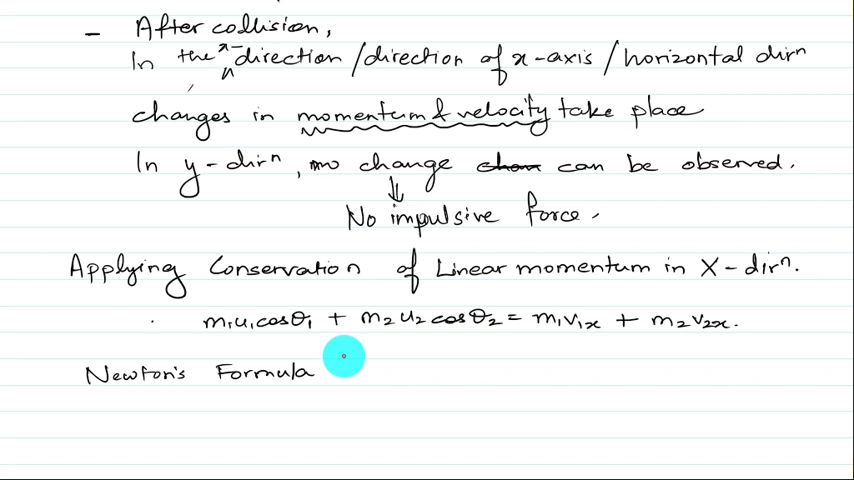 - After collision,
In the x-direction/direction of x-axis/horizontal dirⁿ
changes in momentum & velocity take place
In y-dirⁿ, no change can be observed.
No impulsive force.
Applying Conservation of Linear momentum in X-dirⁿ.
m₁u₁cosθ₁ + m₂u₂cosθ₂ = m₁v₁ₓ + m₂v₂ₓ.
Newton's Formula